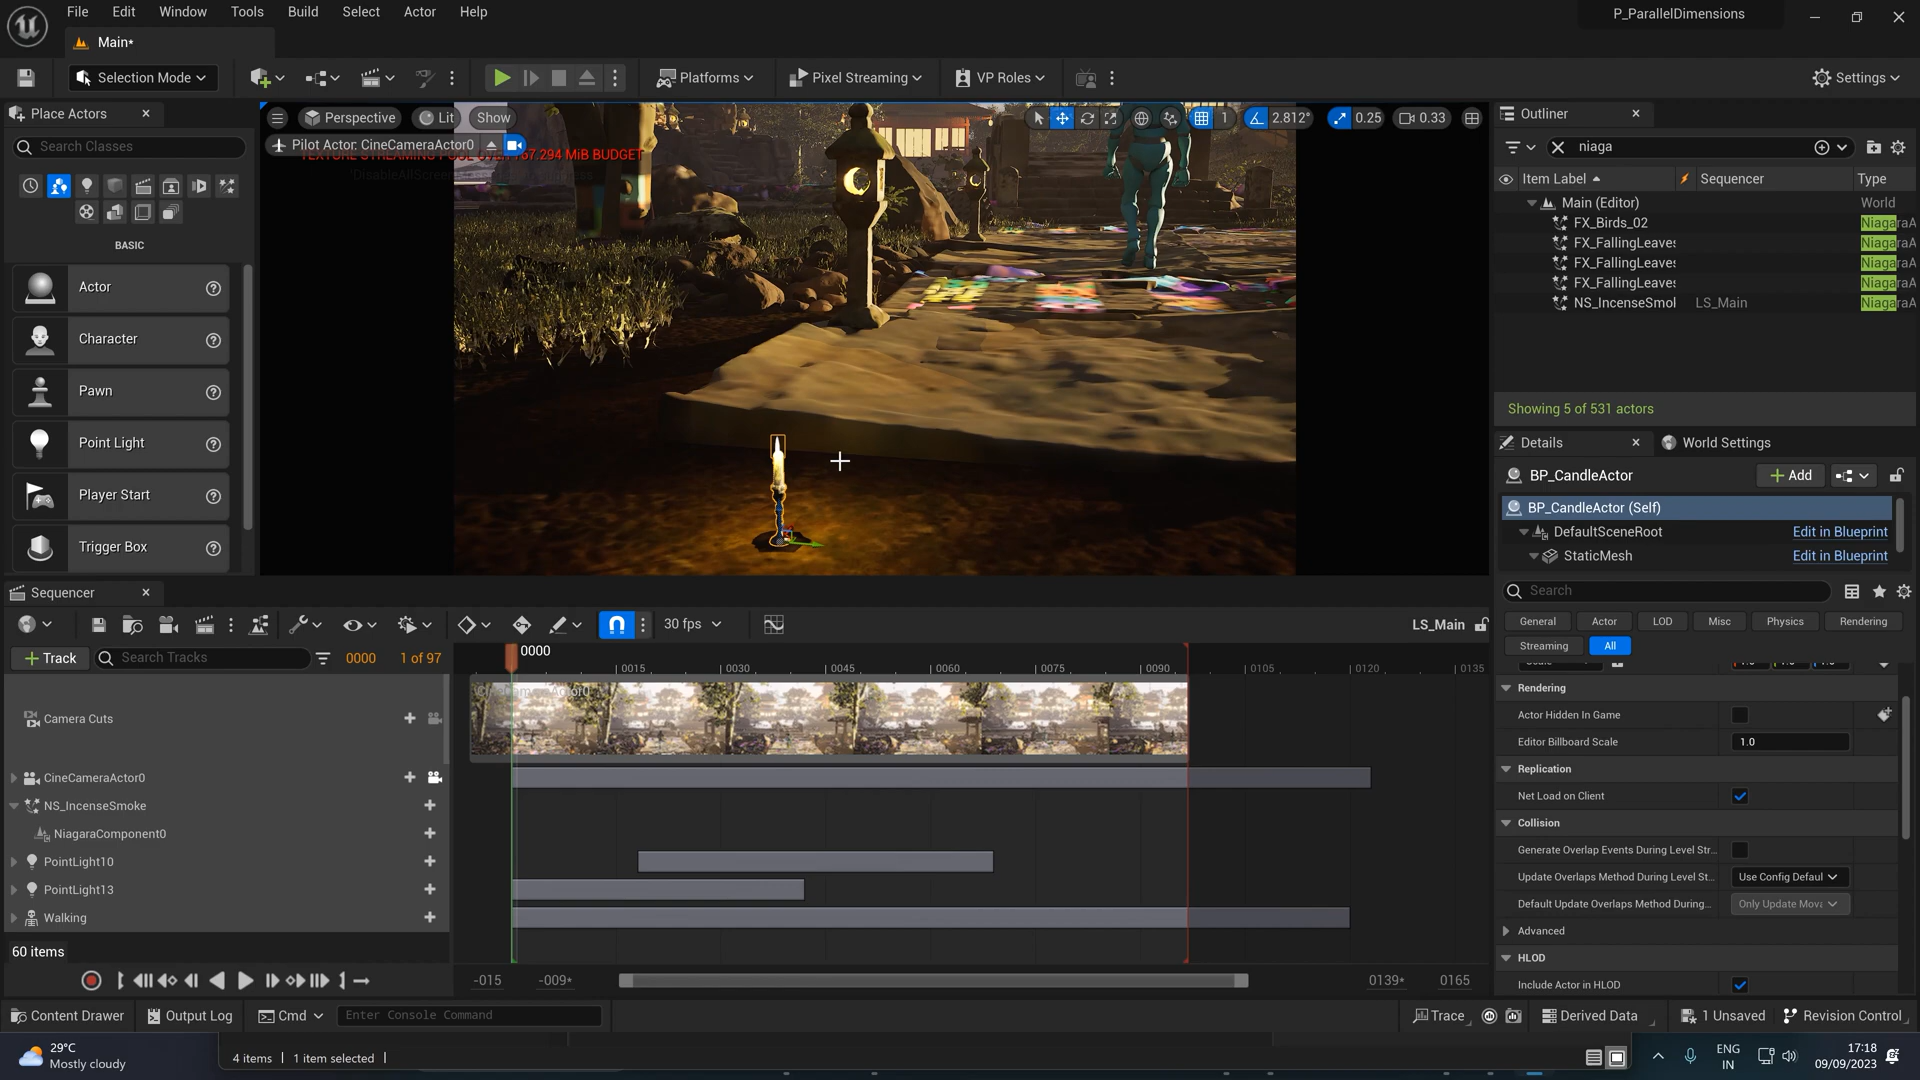 File Edit Window Tools Build Select Actor Help
P_ParallelDimensions
Main*
Selection Mode
Platforms
Pixel Streaming
VP Roles
Settings
Place Actors
Search Classes
BASIC
Actor
Character
Pawn
Point Light
Player Start
Trigger Box
Perspective
Lit
Show
1
2.812°
0.25
0.33
Pilot Actor: CineCameraActor0
MiB BUDGET
Outliner
niaga
Item Label
Sequencer
Type
Main (Editor)
World
FX_Birds_02
NiagaraA
FX_FallingLeaves
NiagaraA
FX_FallingLeaves
NiagaraA
FX_FallingLeaves
NiagaraA
NS_IncenseSmol
LS_Main
NiagaraA
Showing 5 of 531 actors
Details
World Settings
BP_CandleActor
Add
BP_CandleActor (Self)
DefaultSceneRoot
Edit in Blueprint
StaticMesh
Edit in Blueprint
Search
General
Actor
LOD
Misc
Physics
Rendering
Streaming
All
Rendering
Actor Hidden In Game
Editor Billboard Scale
1.0
Replication
Net Load on Client
Collision
Generate Overlap Events During Level Str...
Update Overlaps Method During Level St...
Use Config Defaul
Default Update Overlaps Method During...
Only Update Mova
Advanced
HLOD
Include Actor in HLOD
Sequencer
30 fps
LS_Main
Track
Search Tracks
0000
1 of 97
0000
0015
0030
0045
0060
0075
0090
0105
0120
0135
CineCameraActor0
Camera Cuts
CineCameraActor0
NS_IncenseSmoke
NiagaraComponent0
PointLight10
PointLight13
Walking
60 items
-015
-009*
0139*
0165
Content Drawer
Output Log
Cmd
Enter Console Command
Trace
Derived Data
1 Unsaved
Revision Control
29°C
Mostly cloudy
4 items
1 item selected
ENG
IN
17:18
09/09/2023